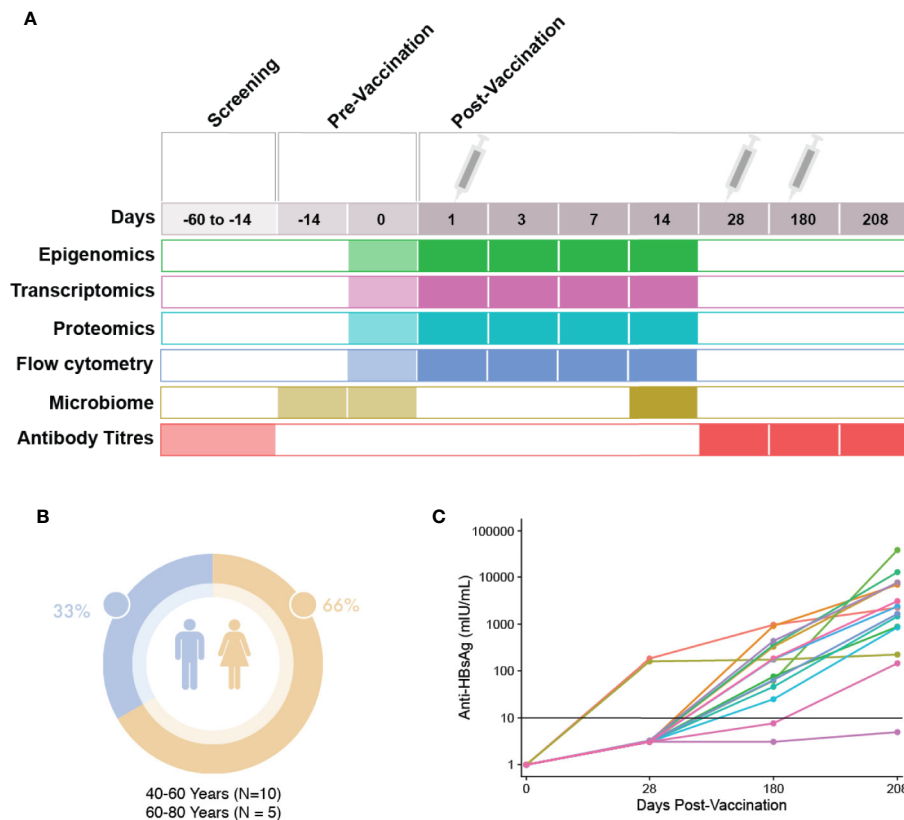 A
Screening
Pre-Vaccination
Post-Vaccination
Days -60 to -14 -14 0 1 3 7 14 28 180 208
Epigenomics
Transcriptomics
Proteomics
Flow cytometry
Microbiome
Antibody Titres
B
33%
66%
40-60 Years (N=10)
60-80 Years (N = 5)
C
Anti-HBsAg (mIU/mL)
100000
10000
1000
100
10
1
0 28 180 208
Days Post-Vaccination